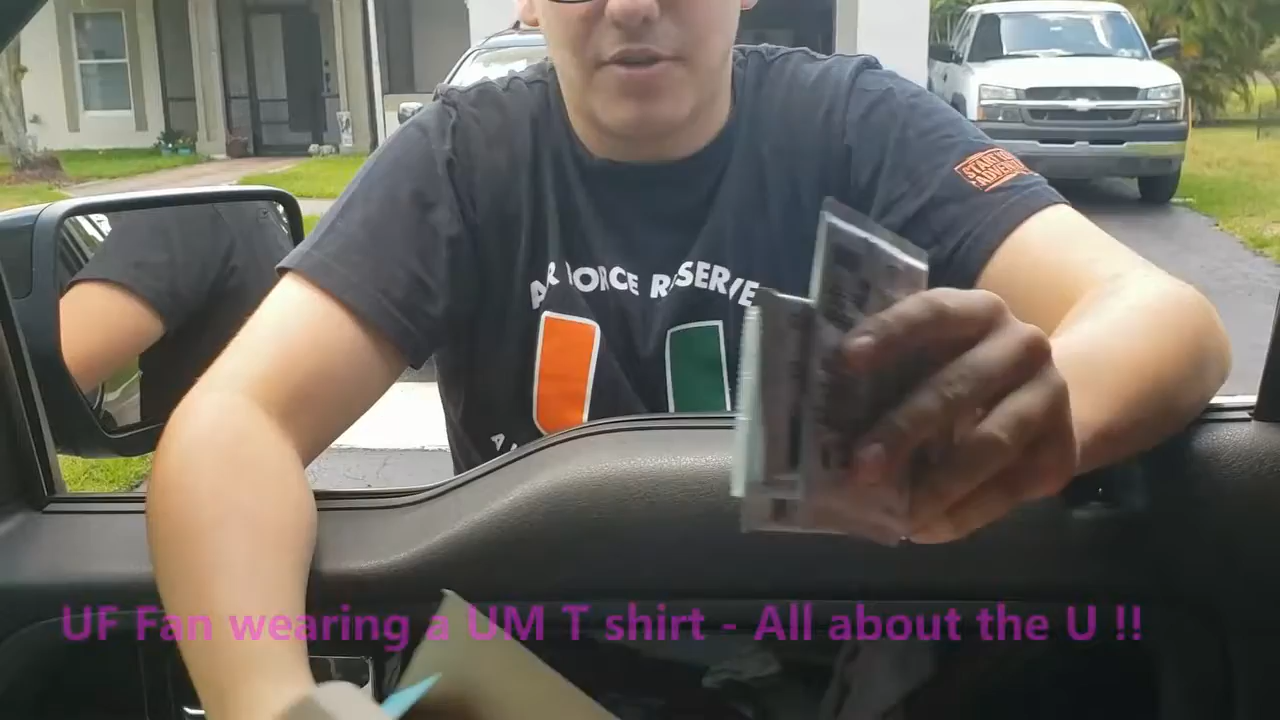 AIR FORCE RESERVE
UF Fan wearing a UM T shirt - All about the U !!